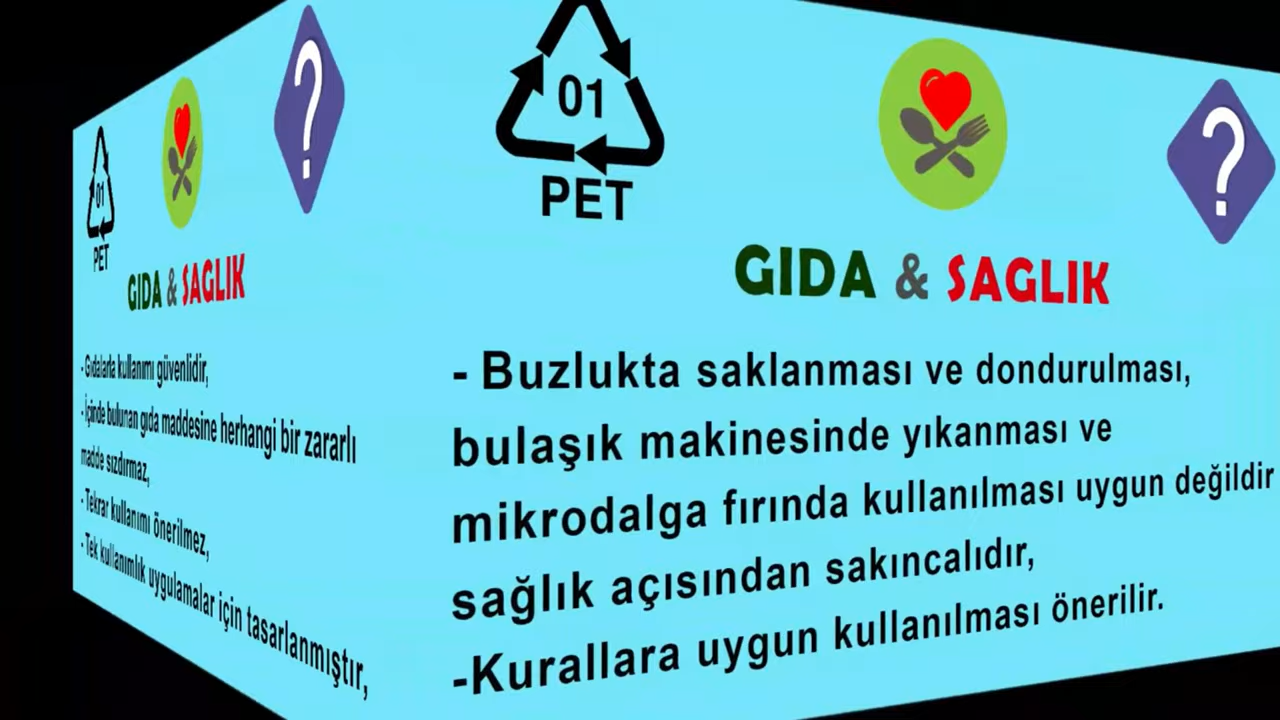 01
PET
?
GIDA & SAGLIK
- Gıdalarla kullanımı güvenlidir,
- İçinde bulunan gıda maddesine herhangi bir zararlı
madde sızdırmaz,
- Tekrar kullanımı önerilmez,
- Tek kullanımlık uygulamalar için tasarlanmıştır,
01
PET
?
GIDA & SAGLIK
- Buzlukta saklanması ve dondurulması,
bulaşık makinesinde yıkanması ve
mikrodalga fırında kullanılması uygun değildir
sağlık açısından sakıncalıdır,
-Kurallara uygun kullanılması önerilir.